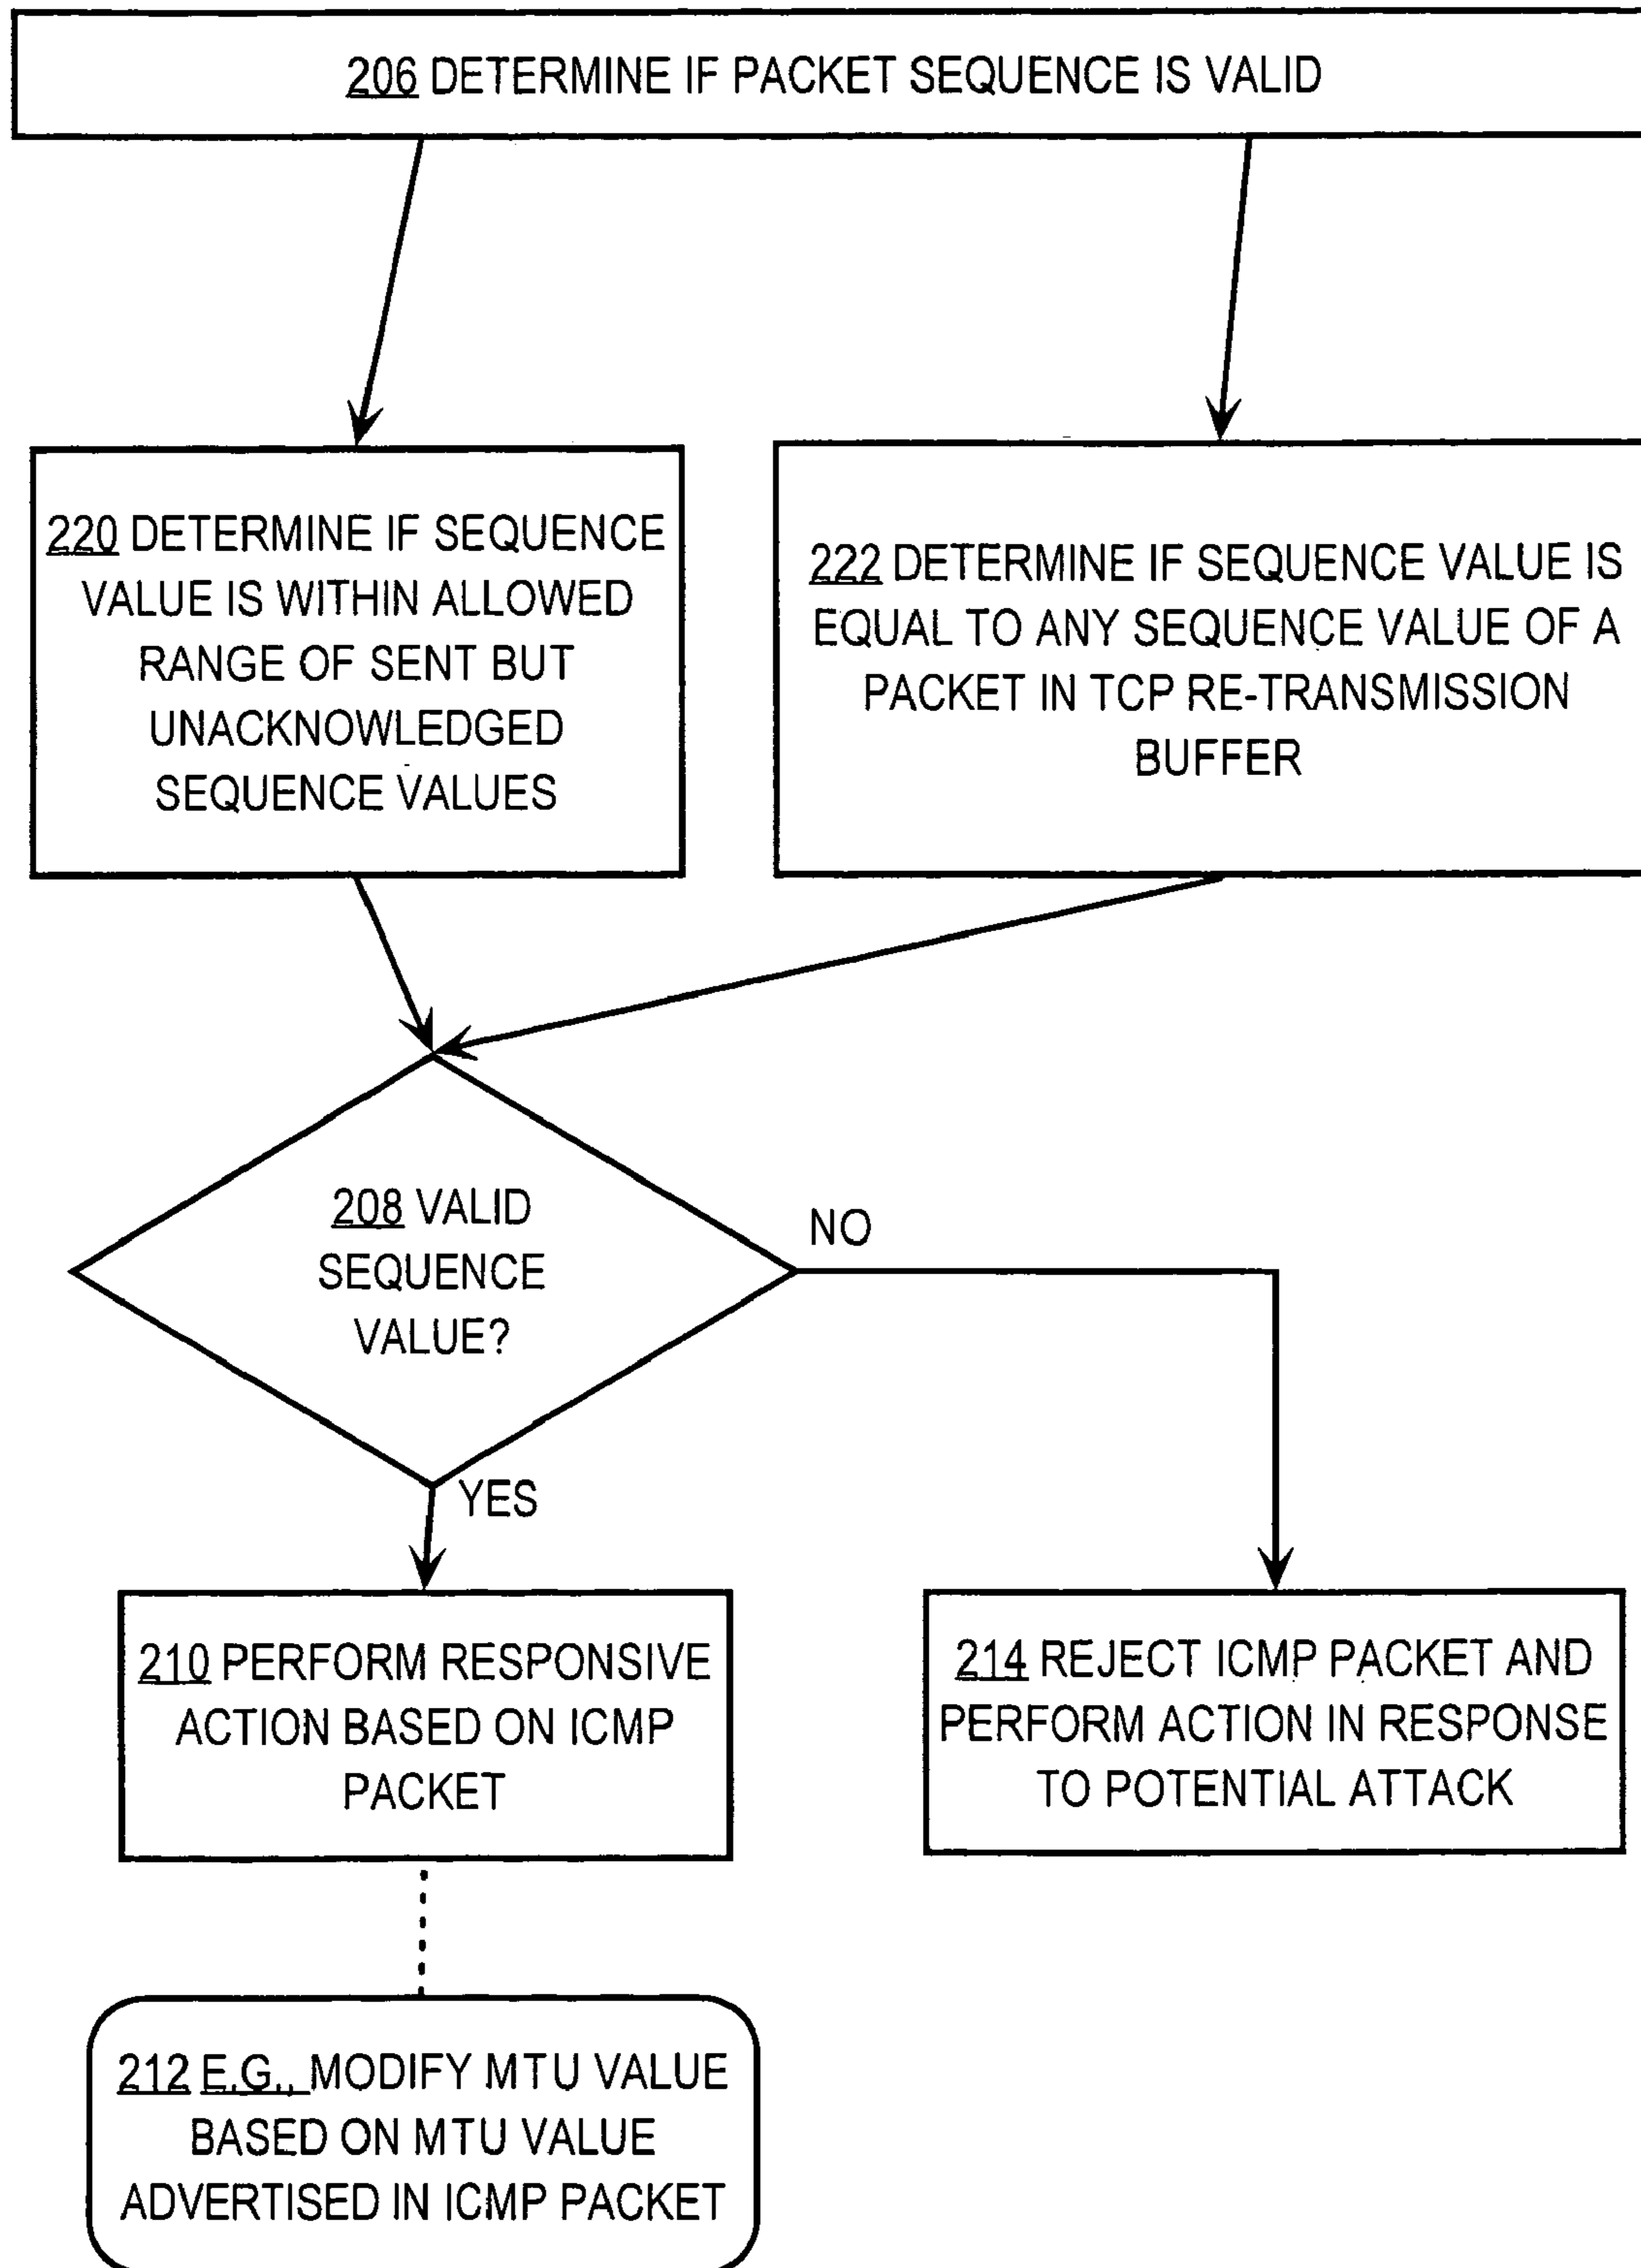 206 DETERMINE IF PACKET SEQUENCE IS VALID
220 DETERMINE IF SEQUENCE
VALUE IS WITHIN ALLOWED
RANGE OF SENT BUT
UNACKNOWLEDGED
SEQUENCE VALUES
222 DETERMINE IF SEQUENCE VALUE IS
EQUAL TO ANY SEQUENCE VALUE OF A
PACKET IN TCP RE-TRANSMISSION
BUFFER
208 VALID
SEQUENCE
VALUE?
NO
YES
210 PERFORM RESPONSIVE
ACTION BASED ON ICMP
PACKET
214 REJECT ICMP PACKET AND
PERFORM ACTION IN RESPONSE
TO POTENTIAL ATTACK
212 E.G., MODIFY MTU VALUE
BASED ON MTU VALUE
ADVERTISED IN ICMP PACKET